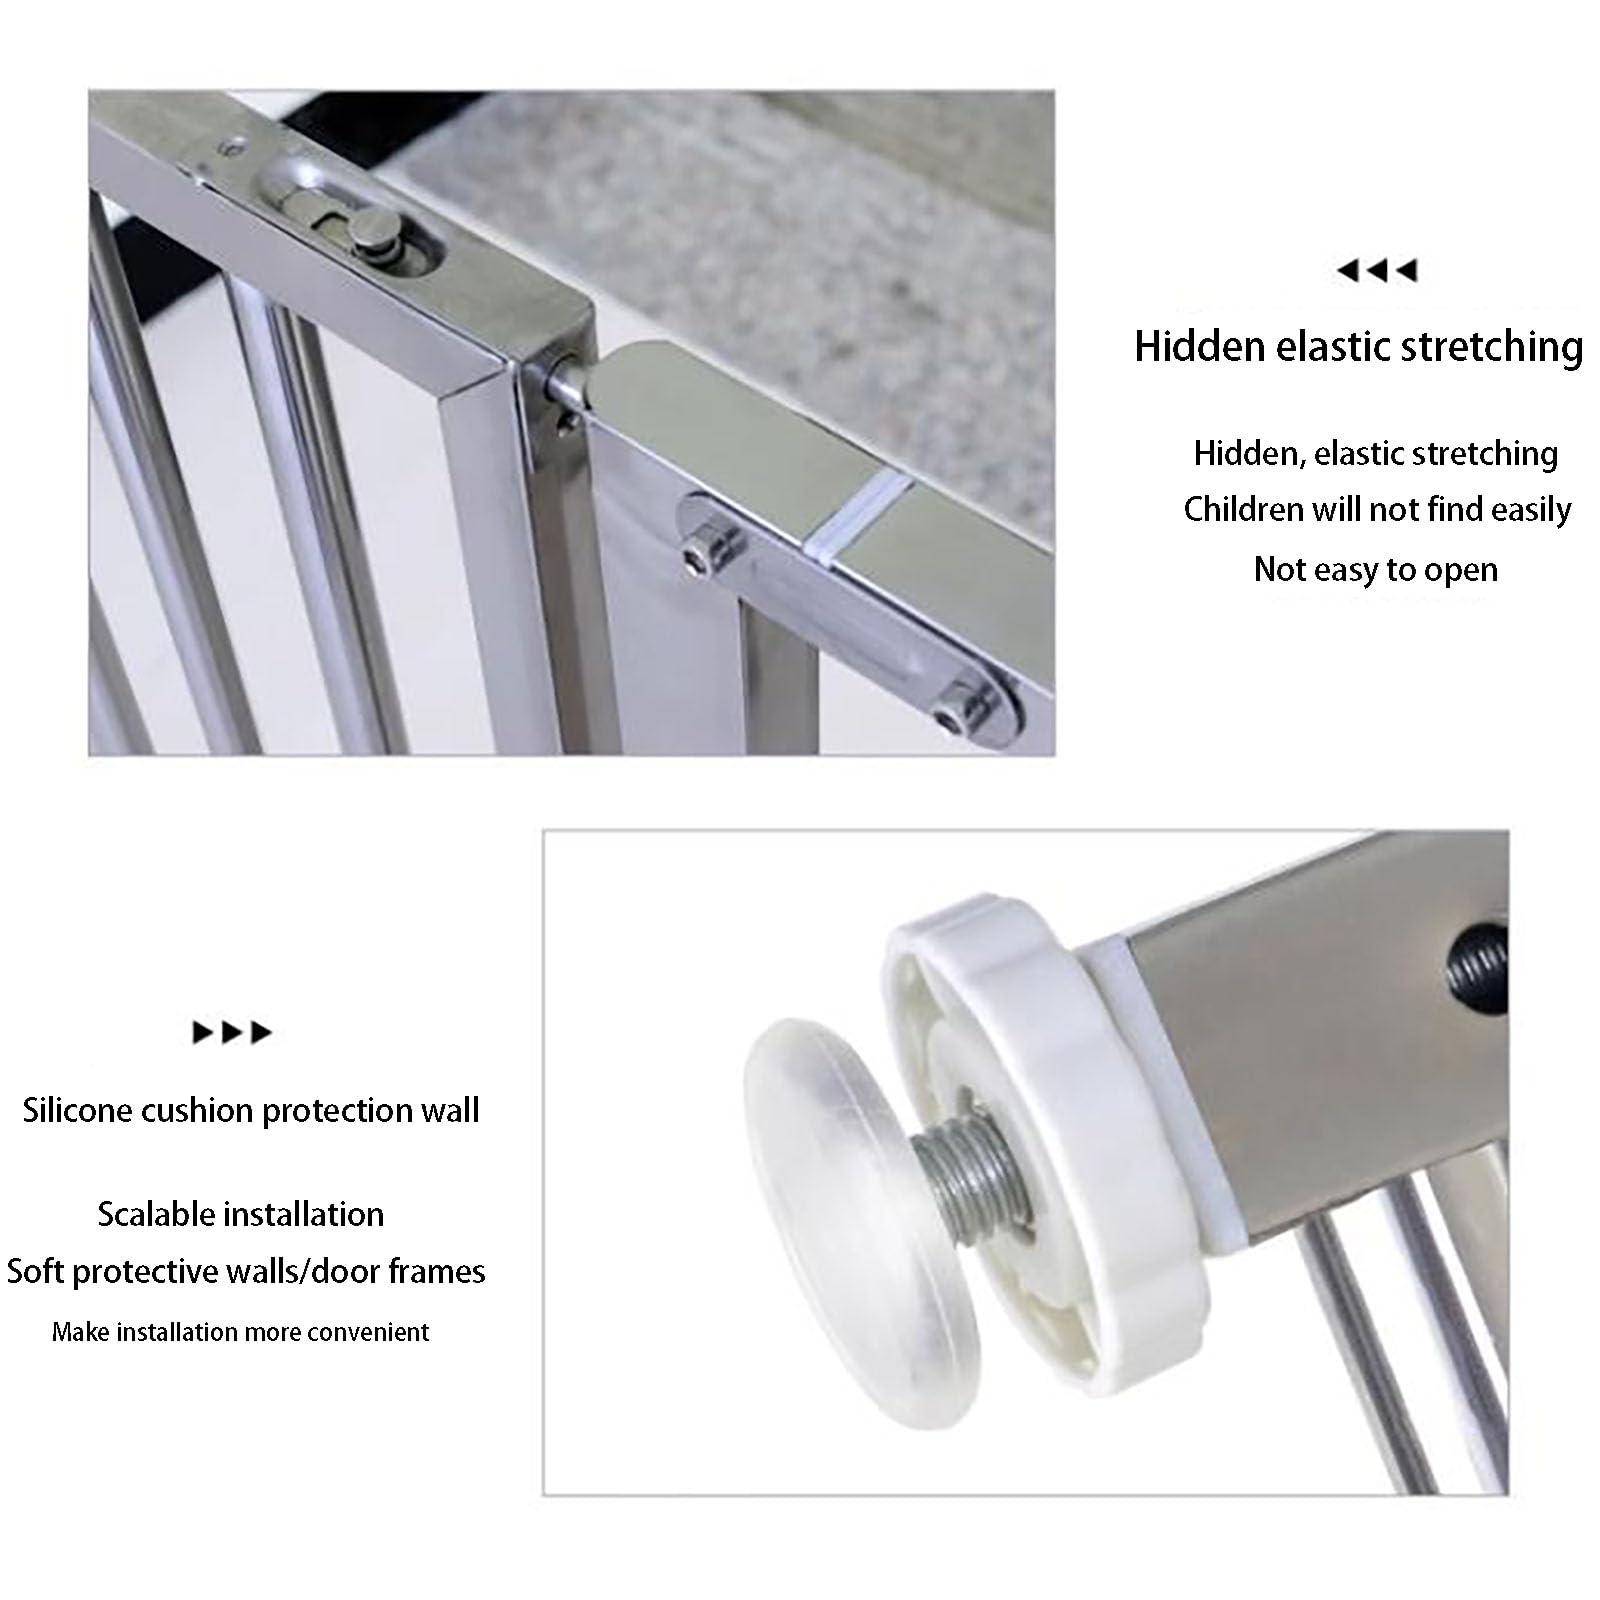 Hidden elastic stretching
Hidden, elastic stretching
Children will not find easily
Not easy to open
Silicone cushion protection wall
Scalable installation
Soft protective walls/door frames
Make installation more convenient